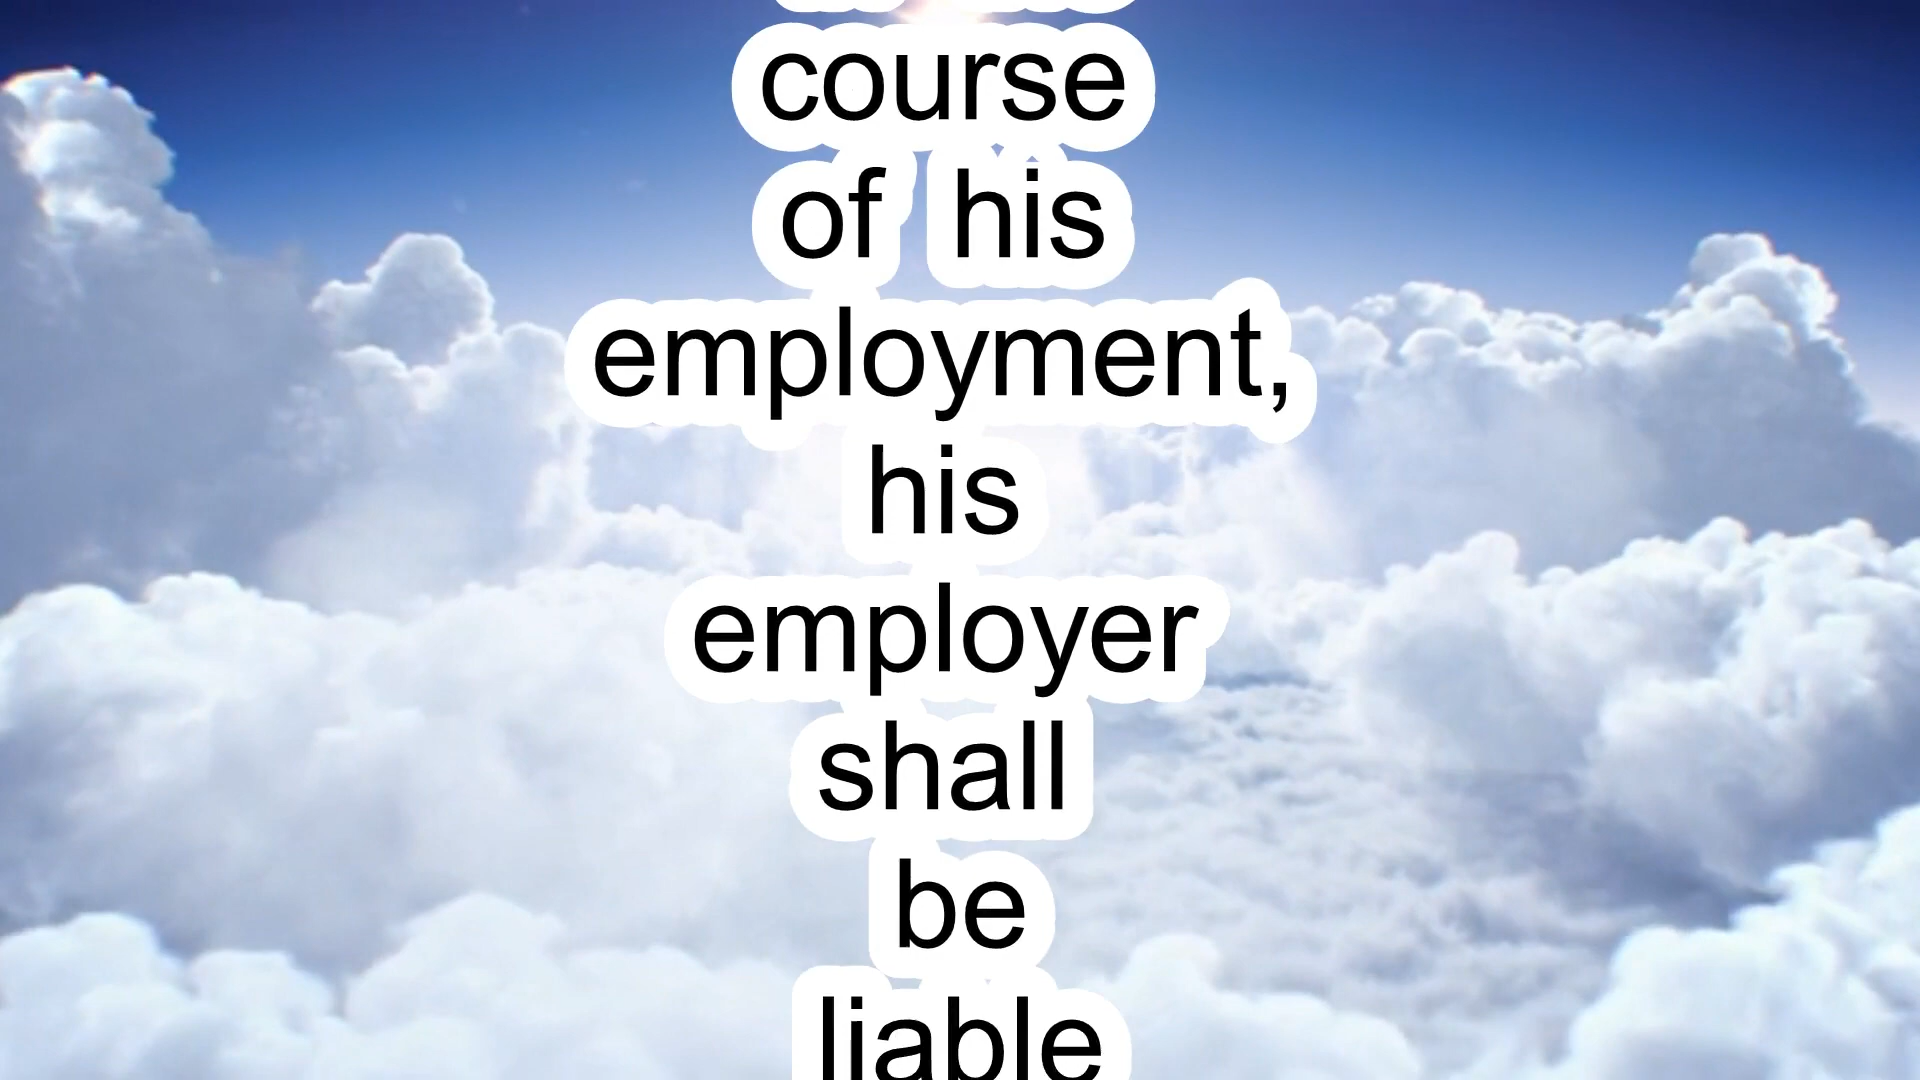 course
of his
employment,
his
employer
shall
be
liable